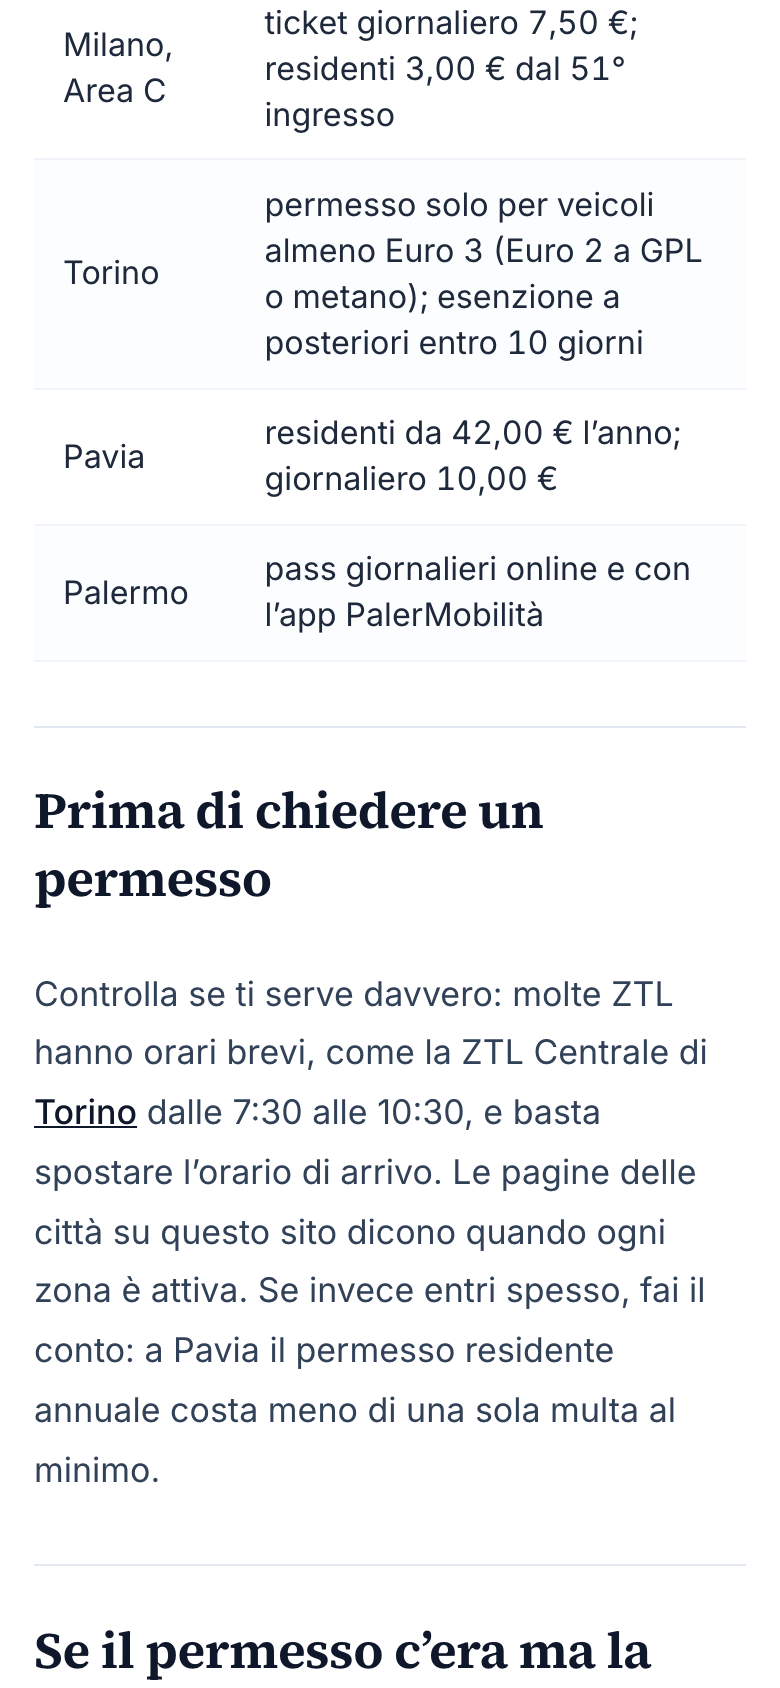 ticket giornaliero 7,50 €;
Milano,
Area C
residenti 3,00 € dal 51°
ingresso
Torino
permesso solo per veicoli
almeno Euro 3 (Euro 2 a GPL
o metano); esenzione a
posteriori entro 10 giorni
Pavia
residenti da 42,00 € l’anno;
giornaliero 10,00 €
Palermo
pass giornalieri online e con
l’app PalerMobilità
Prima di chiedere un
permesso
Controlla se ti serve davvero: molte ZTL
hanno orari brevi, come la ZTL Centrale di
Torino dalle 7:30 alle 10:30, e basta
spostare l’orario di arrivo. Le pagine delle
città su questo sito dicono quando ogni
zona è attiva. Se invece entri spesso, fai il
conto: a Pavia il permesso residente
annuale costa meno di una sola multa al
minimo.
Se il permesso c’era ma la